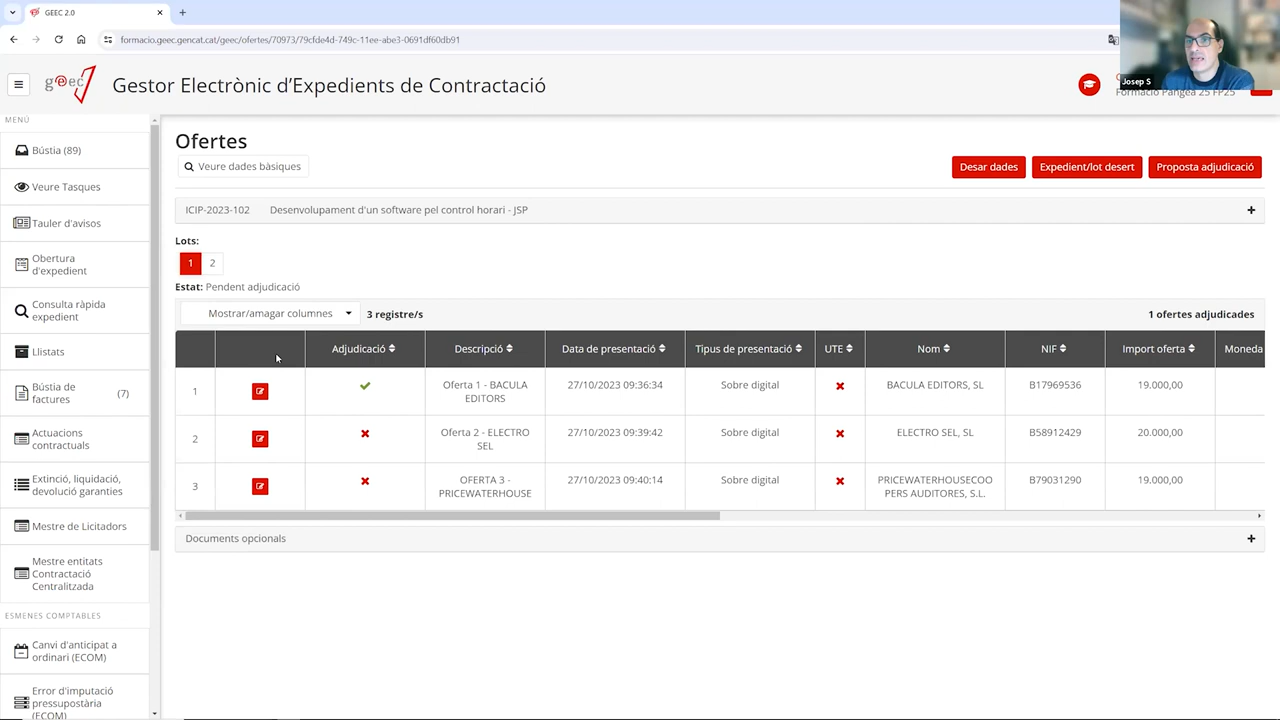 GEEC 2.0
formacio.geec.gencat.cat/geec/ofertes/70973/79cfde4d-749c-11ee-abe3-0691df60db91
Josep S
geec
Gestor Electrònic d'Expedients de Contractació
Formació Pangea 25 FP25
MENÚ
Bústia (89)
Veure Tasques
Tauler d'avisos
Obertura
d'expedient
Consulta ràpida
expedient
Llistats
Bústia de
factures
(7)
Actuacions
contractuals
Extinció, liquidació,
devolució garanties
Mestre de Licitadors
Mestre entitats
Contractació
Centralitzada
ESMENES COMPTABLES
Canvi d'anticipat a
ordinari (ECOM)
Error d'imputació
pressupostària
(ECOM)
Ofertes
Veure dades bàsiques
Desar dades
Expedient/lot desert
Proposta adjudicació
ICIP-2023-102 Desenvolupament d'un software pel control horari - JSP
Lots:
1 2
Estat: Pendent adjudicació
Mostrar/amagar columnes 3 registre/s 1 ofertes adjudicades
Adjudicació Descripció Data de presentació Tipus de presentació UTE Nom NIF Import oferta Moneda
1 Oferta 1 - BACULA
EDITORS 27/10/2023 09:36:34 Sobre digital BACULA EDITORS, SL B17969536 19.000,00
2 Oferta 2 - ELECTRO
SEL 27/10/2023 09:39:42 Sobre digital ELECTRO SEL, SL B58912429 20.000,00
3 OFERTA 3 -
PRICEWATERHOUSE 27/10/2023 09:40:14 Sobre digital PRICEWATERHOUSECOO
PERS AUDITORES, S.L. B79031290 19.000,00
Documents opcionals